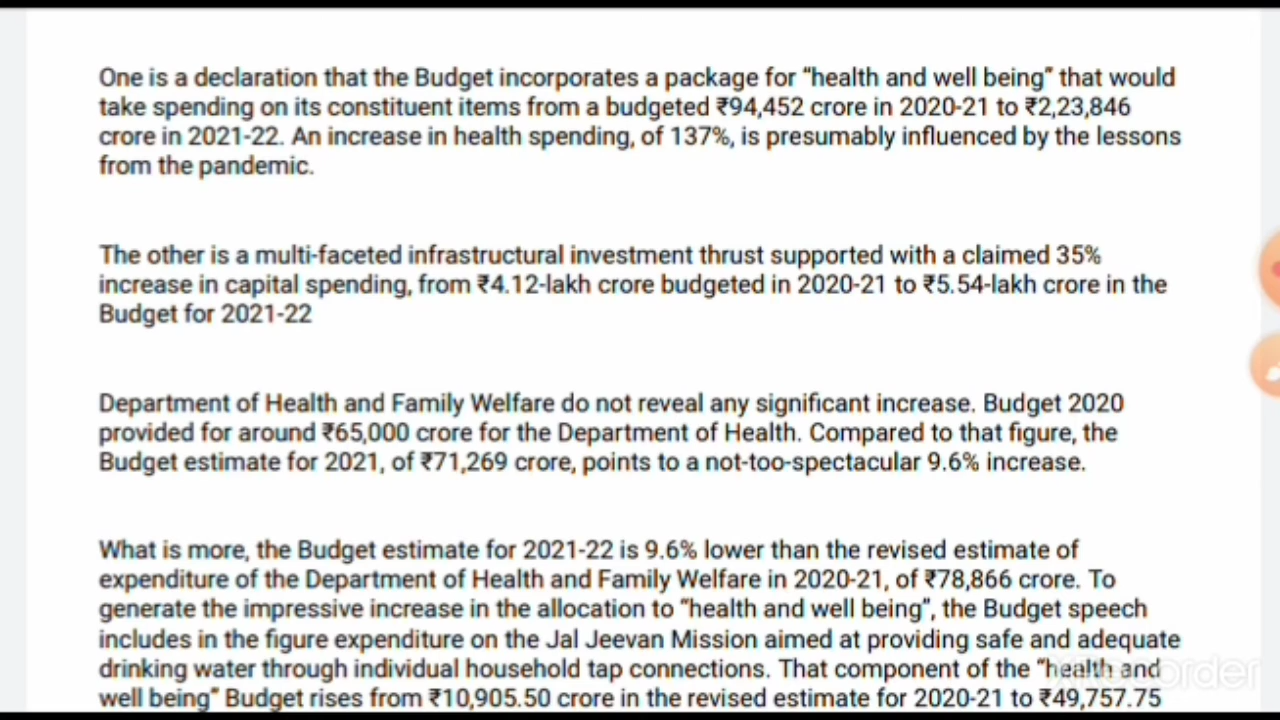 One is a declaration that the Budget incorporates a package for “health and well being” that would
take spending on its constituent items from a budgeted ₹94,452 crore in 2020-21 to ₹2,23,846
crore in 2021-22. An increase in health spending, of 137%, is presumably influenced by the lessons
from the pandemic.
The other is a multi-faceted infrastructural investment thrust supported with a claimed 35%
increase in capital spending, from ₹4.12-lakh crore budgeted in 2020-21 to ₹5.54-lakh crore in the
Budget for 2021-22
Department of Health and Family Welfare do not reveal any significant increase. Budget 2020
provided for around ₹65,000 crore for the Department of Health. Compared to that figure, the
Budget estimate for 2021, of ₹71,269 crore, points to a not-too-spectacular 9.6% increase.
What is more, the Budget estimate for 2021-22 is 9.6% lower than the revised estimate of
expenditure of the Department of Health and Family Welfare in 2020-21, of ₹78,866 crore. To
generate the impressive increase in the allocation to “health and well being”, the Budget speech
includes in the figure expenditure on the Jal Jeevan Mission aimed at providing safe and adequate
drinking water through individual household tap connections. That component of the “health and
well being” Budget rises from ₹10,905.50 crore in the revised estimate for 2020-21 to ₹49,757.75